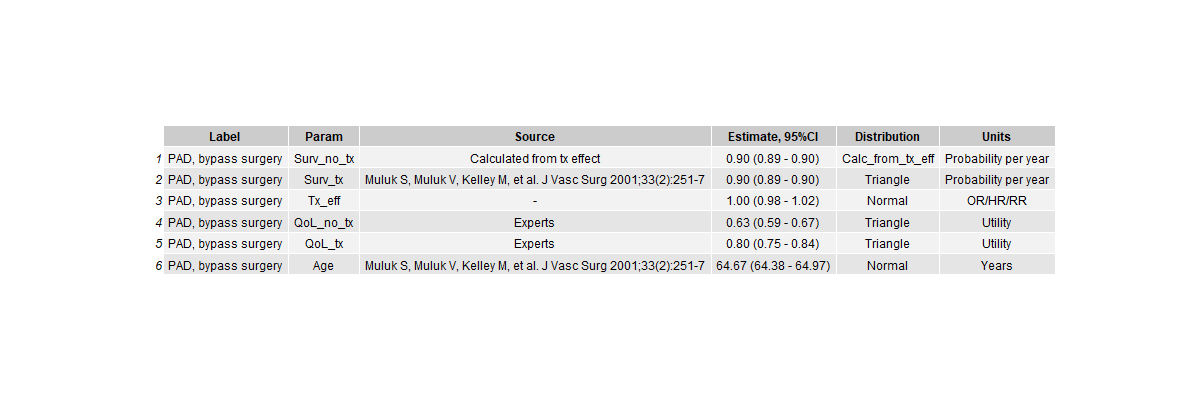 Label Param Source Estimate, 95%CI Distribution Units
1 PAD, bypass surgery Surv_no_tx Calculated from tx effect 0.90 (0.89 - 0.90) Calc_from_tx_eff Probability per year
2 PAD, bypass surgery Surv_tx Muluk S, Muluk V, Kelley M, et al. J Vasc Surg 2001;33(2):251-7 0.90 (0.89 - 0.90) Triangle Probability per year
3 PAD, bypass surgery Tx_eff - 1.00 (0.98 - 1.02) Normal OR/HR/RR
4 PAD, bypass surgery QoL_no_tx Experts 0.63 (0.59 - 0.67) Triangle Utility
5 PAD, bypass surgery QoL_tx Experts 0.80 (0.75 - 0.84) Triangle Utility
6 PAD, bypass surgery Age Muluk S, Muluk V, Kelley M, et al. J Vasc Surg 2001;33(2):251-7 64.67 (64.38 - 64.97) Normal Years